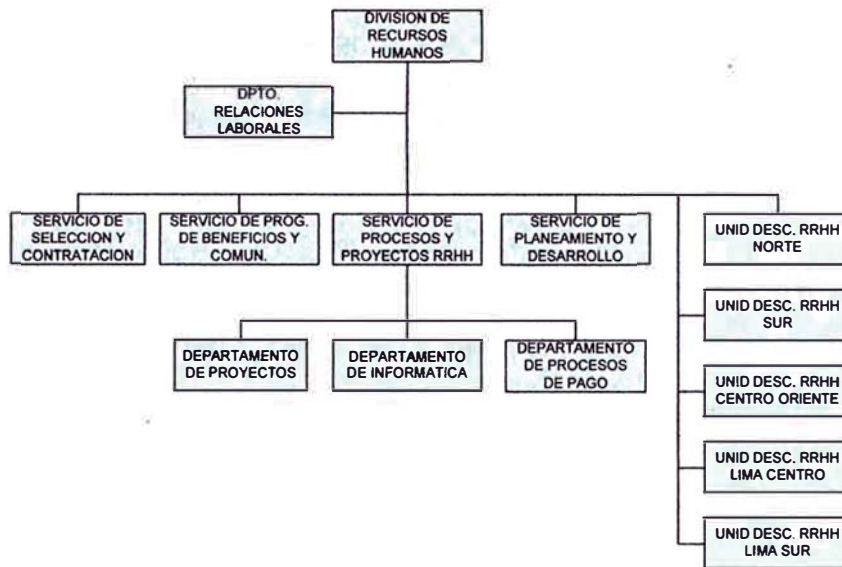 DIVISION DE
RECURSOS
HUMANOS
DPTO.
RELACIONES
LABORALES
SERVICIO DE
SELECCION Y
CONTRATACION
SERVICIO DE PROG.
DE BENEFICIOS Y
COMUN.
SERVICIO DE
PROCESOS Y
PROYECTOS RRHH
SERVICIO DE
PLANEAMIENTO Y
DESARROLLO
UNID DESC. RRHH
NORTE
UNID DESC. RRHH
SUR
DEPARTAMENTO
DE PROYECTOS
DEPARTAMENTO
DE INFORMATICA
DEPARTAMENTO
DE PROCESOS
DE PAGO
UNID DESC. RRHH
CENTRO ORIENTE
UNID DESC. RRHH
LIMA CENTRO
UNID DESC. RRHH
LIMA SUR